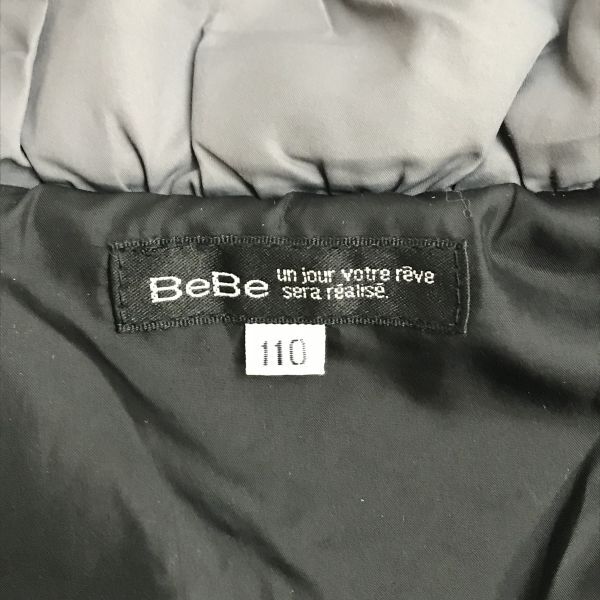 BeBe un jour votre rêve
sera réalisé.
110